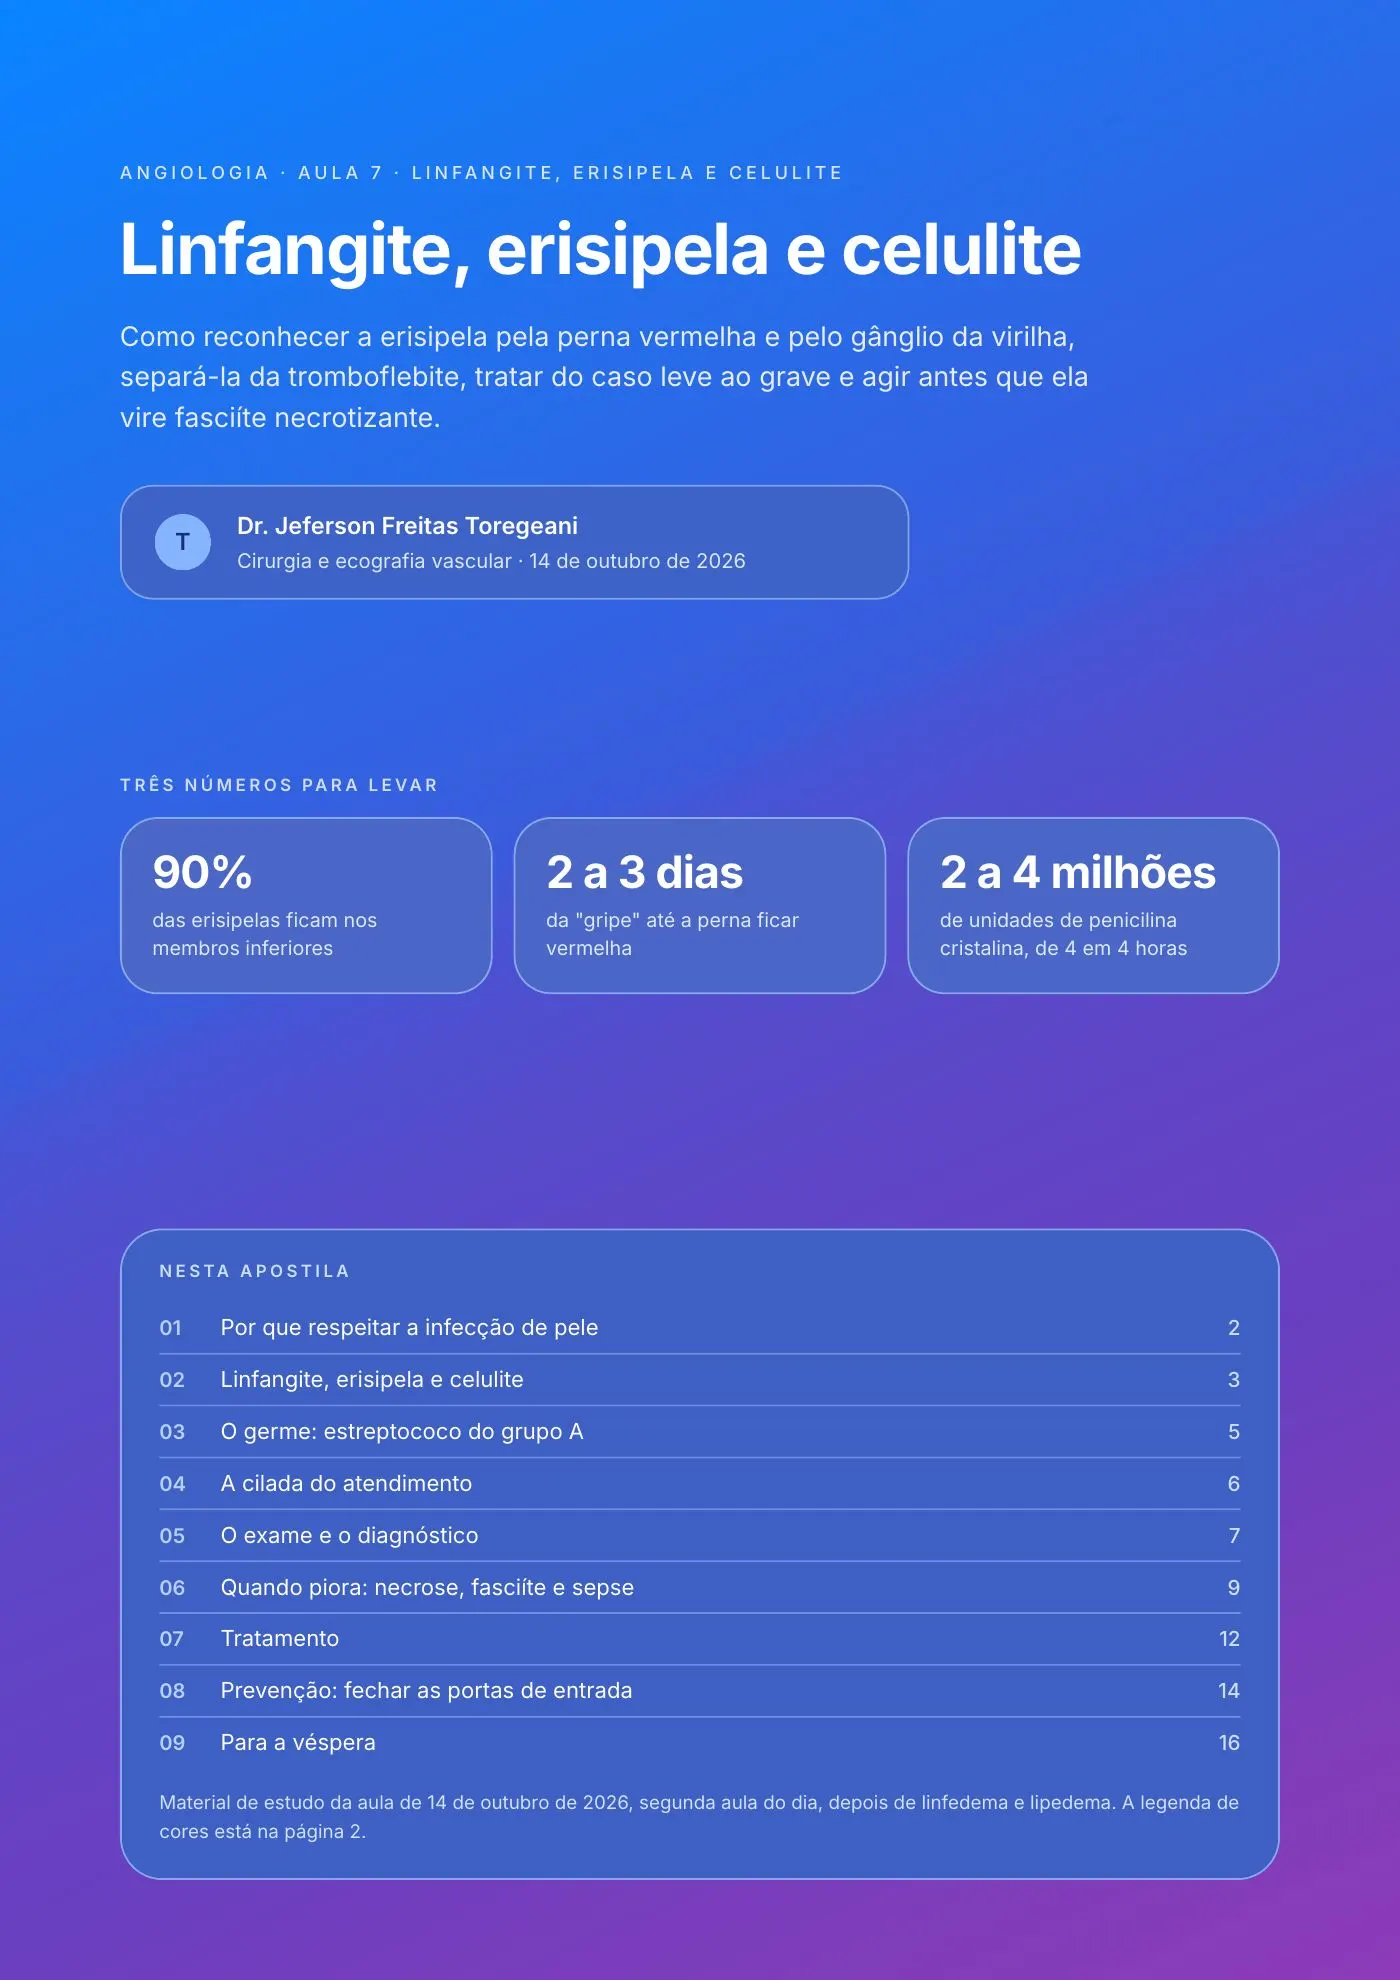 ANGIOLOGIA · AULA 7 · LINFANGITE, ERISIPELA E CELULITE
Linfangite, erisipela e celulite
Como reconhecer a erisipela pela perna vermelha e pelo gânglio da virilha,
separá-la da tromboflebite, tratar do caso leve ao grave e agir antes que ela
vire fasciíte necrotizante.
T
Dr. Jeferson Freitas Toregeani
Cirurgia e ecografia vascular · 14 de outubro de 2026
TRÊS NÚMEROS PARA LEVAR
90%
das erisipelas ficam nos
membros inferiores
2 a 3 dias
da "gripe" até a perna ficar
vermelha
2 a 4 milhões
de unidades de penicilina
cristalina, de 4 em 4 horas
NESTA APOSTILA
01 Por que respeitar a infecção de pele 2
02 Linfangite, erisipela e celulite 3
03 O germe: estreptococo do grupo A 5
04 A cilada do atendimento 6
05 O exame e o diagnóstico 7
06 Quando piora: necrose, fasciíte e sepse 9
07 Tratamento 12
08 Prevenção: fechar as portas de entrada 14
09 Para a véspera 16
Material de estudo da aula de 14 de outubro de 2026, segunda aula do dia, depois de linfedema e lipedema. A legenda de
cores está na página 2.